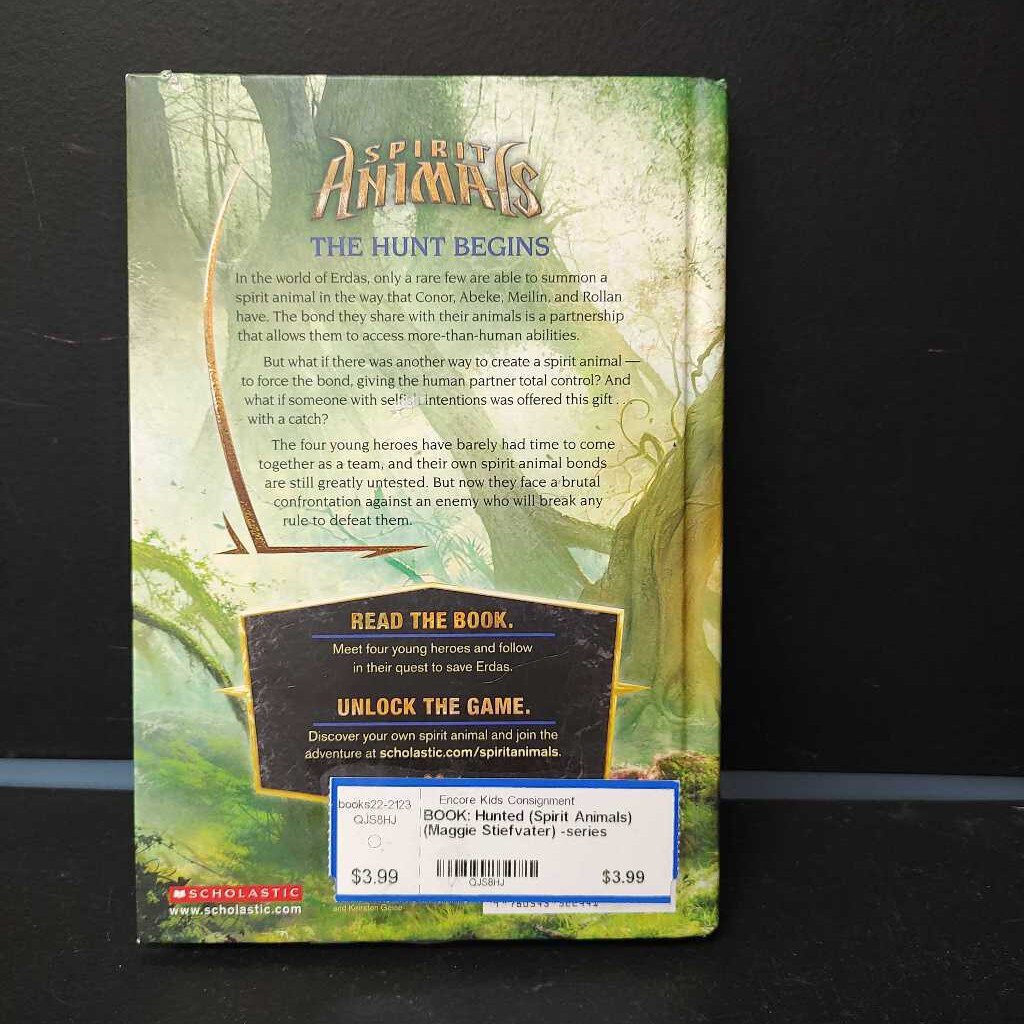 SPIRIT
ANIMALS
THE HUNT BEGINS
In the world of Erdas, only a rare few are able to summon a
spirit animal in the way that Conor, Abeke, Meilin, and Rollan
have. The bond they share with their animals is a partnership
that allows them to access more-than-human abilities.
But what if there was another way to create a spirit animal—
to force the bond, giving the human partner total control? And
what if someone with selfish intentions was offered this gift . . .
with a catch?
The four young heroes have barely had time to come
together as a team, and their own spirit animal bonds
are still greatly untested. But now they face a brutal
confrontation against an enemy who will break any
rule to defeat them.
READ THE BOOK.
Meet four young heroes and follow
in their quest to save Erdas.
UNLOCK THE GAME.
Discover your own spirit animal and join the
adventure at scholastic.com/spiritanimals.
books22-2123
QJS8HJ
$3.99
Encore Kids Consignment
BOOK: Hunted (Spirit Animals)
(Maggie Stiefvater) -series
QJS8HJ
$3.99
SCHOLASTIC
www.scholastic.com
and Keirsten Geise